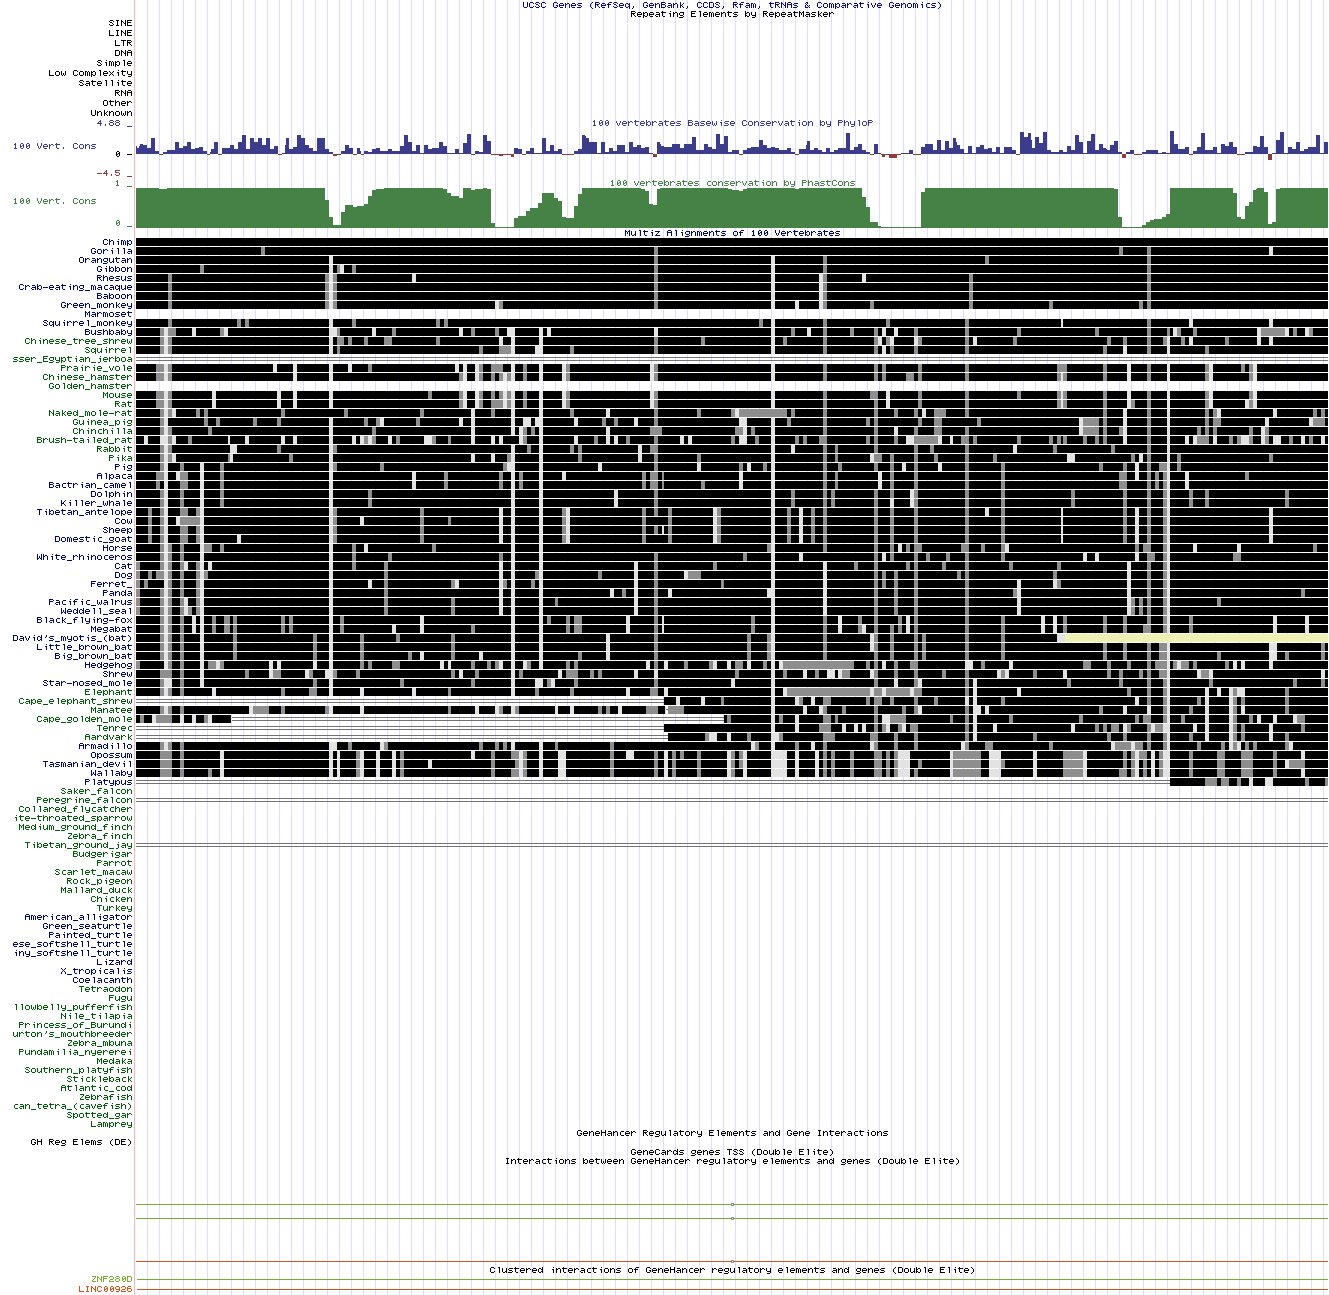 UCSC Genes (RefSeq, GenBank, CCDS, Rfam, tRNAs & Comparative Genomics)
Repeating Elements by RepeatMasker
SINE
LINE
LTR
DNA
Simple
Low Complexity
Satellite
RNA
Other
Unknown
100 vertebrates Basewise Conservation by PhyloP
4.88 _
100 Vert. Cons
0 -
-4.5 _
100 vertebrates conservation by PhastCons
1 _
100 Vert. Cons
0 _
Multiz Alignments of 100 Vertebrates
Chimp
Gorilla
Orangutan
Gibbon
Rhesus
Crab-eating_macaque
Baboon
Green_monkey
Marmoset
Squirrel_monkey
Bushbaby
Chinese_tree_shrew
Squirrel
sser_Egyptian_jerboa
Prairie_vole
Chinese_hamster
Golden_hamster
Mouse
Rat
Naked_mole-rat
Guinea_pig
Chinchilla
Brush-tailed_rat
Rabbit
Pika
Pig
Alpaca
Bactrian_camel
Dolphin
Killer_whale
Tibetan_antelope
Cow
Sheep
Domestic_goat
Horse
White_rhinoceros
Cat
Dog
Ferret_
Panda
Pacific_walrus
Weddell_seal
Black_flying-fox
Megabat
David's_myotis_(bat)
Little_brown_bat
Big_brown_bat
Hedgehog
Shrew
Star-nosed_mole
Elephant
Cape_elephant_shrew
Manatee
Cape_golden_mole
Tenrec
Aardvark
Armadillo
Opossum
Tasmanian_devil
Wallaby
Platypus
Saker_falcon
Peregrine_falcon
Collared_flycatcher
ite-throated_sparrow
Medium_ground_finch
Zebra_finch
Tibetan_ground_jay
Budgerigar
Parrot
Scarlet_macaw
Rock_pigeon
Mallard_duck
Chicken
Turkey
American_alligator
Green_seaturtle
Painted_turtle
ese_softshell_turtle
iny_softshell_turtle
Lizard
X_tropicalis
Coelacanth
Tetraodon
Fugu
llowbelly_pufferfish
Nile_tilapia
Princess_of_Burundi
urton's_mouthbreeder
Zebra_mbuna
Pundamilia_nyererei
Medaka
Southern_platyfish
Stickleback
Atlantic_cod
Zebrafish
can_tetra_(cavefish)
Spotted_gar
Lamprey
GeneHancer Regulatory Elements and Gene Interactions
GH Reg Elems (DE)
GeneCards genes TSS (Double Elite)
Interactions between GeneHancer regulatory elements and genes (Double Elite)
Clustered interactions of GeneHancer regulatory elements and genes (Double Elite)
ZNF280D
LINC00926